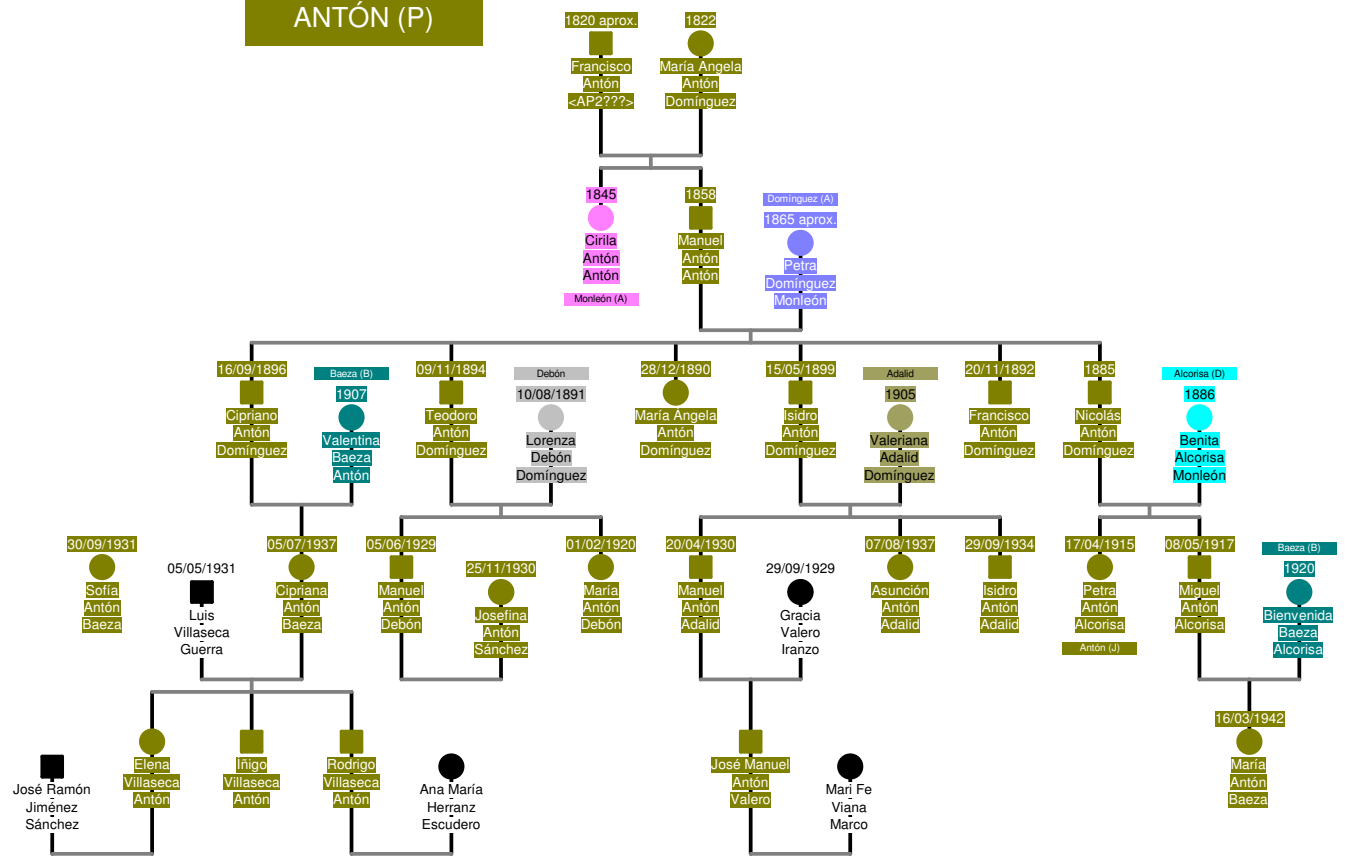 ANTÓN (P)
1820 aprox.
Francisco
Antón
<AP2???>
1822
María Angela
Antón
Domínguez
1845
Cirila
Antón
Antón
Monleón (A)
1858
Manuel
Antón
Antón
Domínguez (A)
1865 aprox.
Petra
Domínguez
Monleón
16/09/1896
Cipriano
Antón
Domínguez
Baeza (B)
1907
Valentina
Baeza
Antón
09/11/1894
Teodoro
Antón
Domínguez
Debón
10/08/1891
Lorenza
Debón
Domínguez
28/12/1890
María Ángela
Antón
Domínguez
15/05/1899
Isidro
Antón
Domínguez
Adalid
1905
Valeriana
Adalid
Domínguez
20/11/1892
Francisco
Antón
Domínguez
1885
Nicolás
Antón
Domínguez
Alcorisa (D)
1886
Benita
Alcorisa
Monleón
30/09/1931
Sofía
Antón
Baeza
05/05/1931
Luis
Villaseca
Guerra
05/07/1937
Cipriana
Antón
Baeza
05/06/1929
Manuel
Antón
Debón
25/11/1930
Josefina
Antón
Sánchez
01/02/1920
María
Antón
Debón
20/04/1930
Manuel
Antón
Adalid
29/09/1929
Gracia
Valero
Iranzo
07/08/1937
Asunción
Antón
Adalid
29/09/1934
Isidro
Antón
Adalid
17/04/1915
Petra
Antón
Alcorisa
Antón (J)
08/05/1917
Miguel
Antón
Alcorisa
Baeza (B)
1920
Bienvenida
Baeza
Alcorisa
José Ramón
Jiménez
Sánchez
Elena
Villaseca
Antón
Iñigo
Villaseca
Antón
Rodrigo
Villaseca
Antón
Ana María
Herranz
Escudero
José Manuel
Antón
Valero
Mari Fe
Viana
Marco
16/03/1942
María
Antón
Baeza